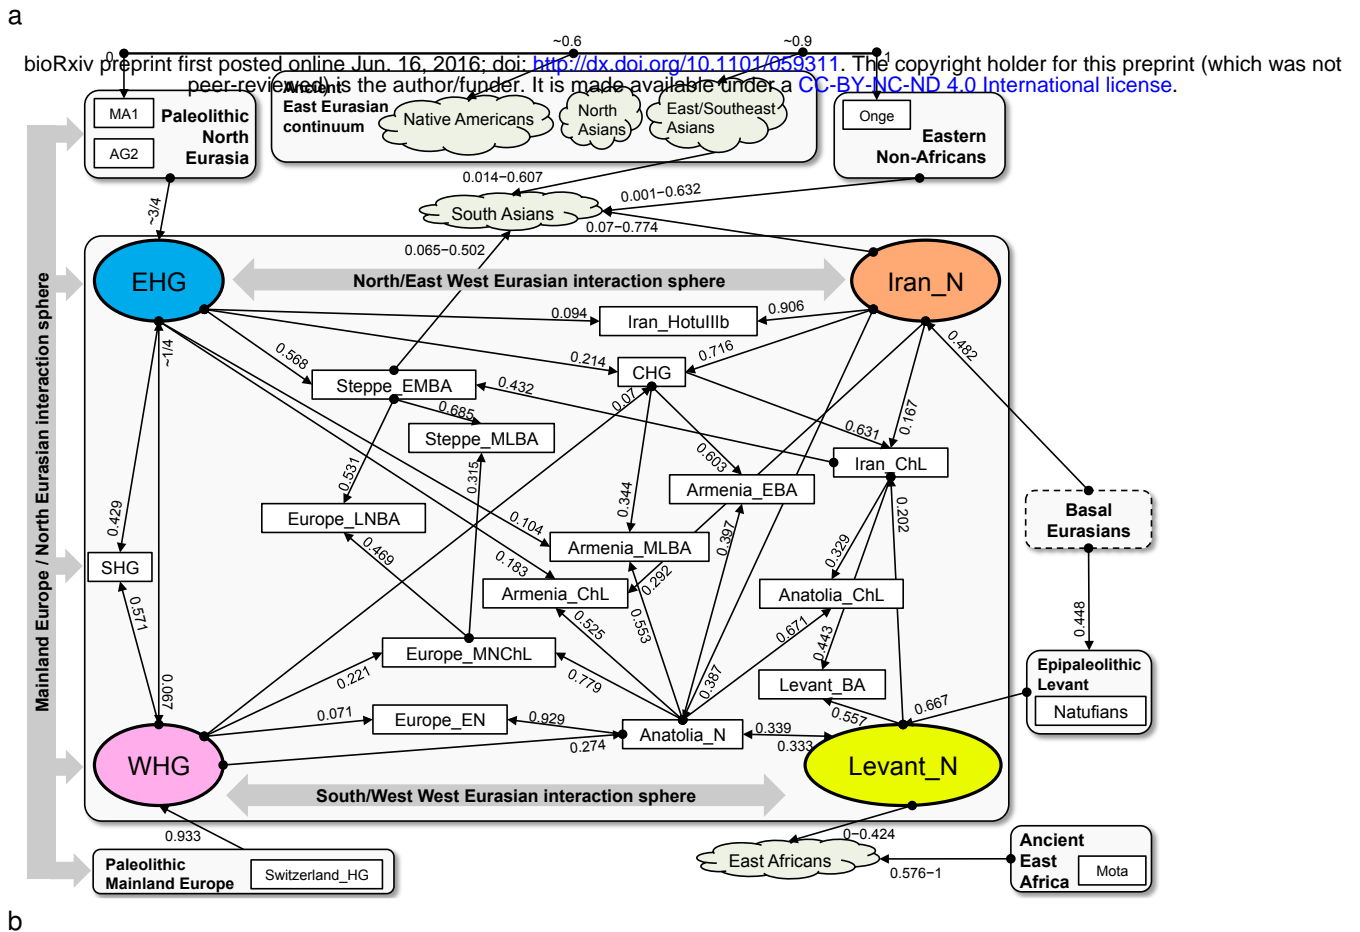 a
~0.6
~0.9
0
1
bioRxiv preprint first posted online Jun. 16, 2016; doi: http://dx.doi.org/10.1101/059311. The copyright holder for this preprint (which was not
peer-reviewed) is the author/funder. It is made available under a CC-BY-NC-ND 4.0 International license.
MA1
AG2
Paleolithic
North
Eurasia
Ancient
East Eurasian
continuum
Native Americans
North
Asians
East/Southeast
Asians
Onge
Eastern
Non-Africans
0.014−0.607
0.001−0.632
~3/4
South Asians
0.07−0.774
0.065−0.502
Mainland Europe / North Eurasian interaction sphere
EHG
North/East West Eurasian interaction sphere
Iran_N
0.094
Iran_HotuIIIb
0.906
~1/4
0.568
0.214
CHG
0.716
0.482
Steppe_EMBA
0.432
0.07
0.167
0.685
Steppe_MLBA
0.631
0.603
Iran_ChL
0.531
0.315
Armenia_EBA
0.344
0.202
Basal
Eurasians
0.429
Europe_LNBA
0.104
0.397
0.469
Armenia_MLBA
0.329
SHG
0.183
0.292
Armenia_ChL
Anatolia_ChL
0.571
0.525
0.553
0.671
0.443
0.448
Europe_MNChL
0.221
0.779
0.387
Levant_BA
Epipaleolithic
Levant
Natufians
0.067
0.071
Europe_EN
0.929
Anatolia_N
0.339
0.557
0.667
0.274
0.333
WHG
Levant_N
South/West West Eurasian interaction sphere
0.933
0−0.424
Paleolithic
Mainland Europe
Switzerland_HG
East Africans
0.576−1
Ancient
East
Africa
Mota
b